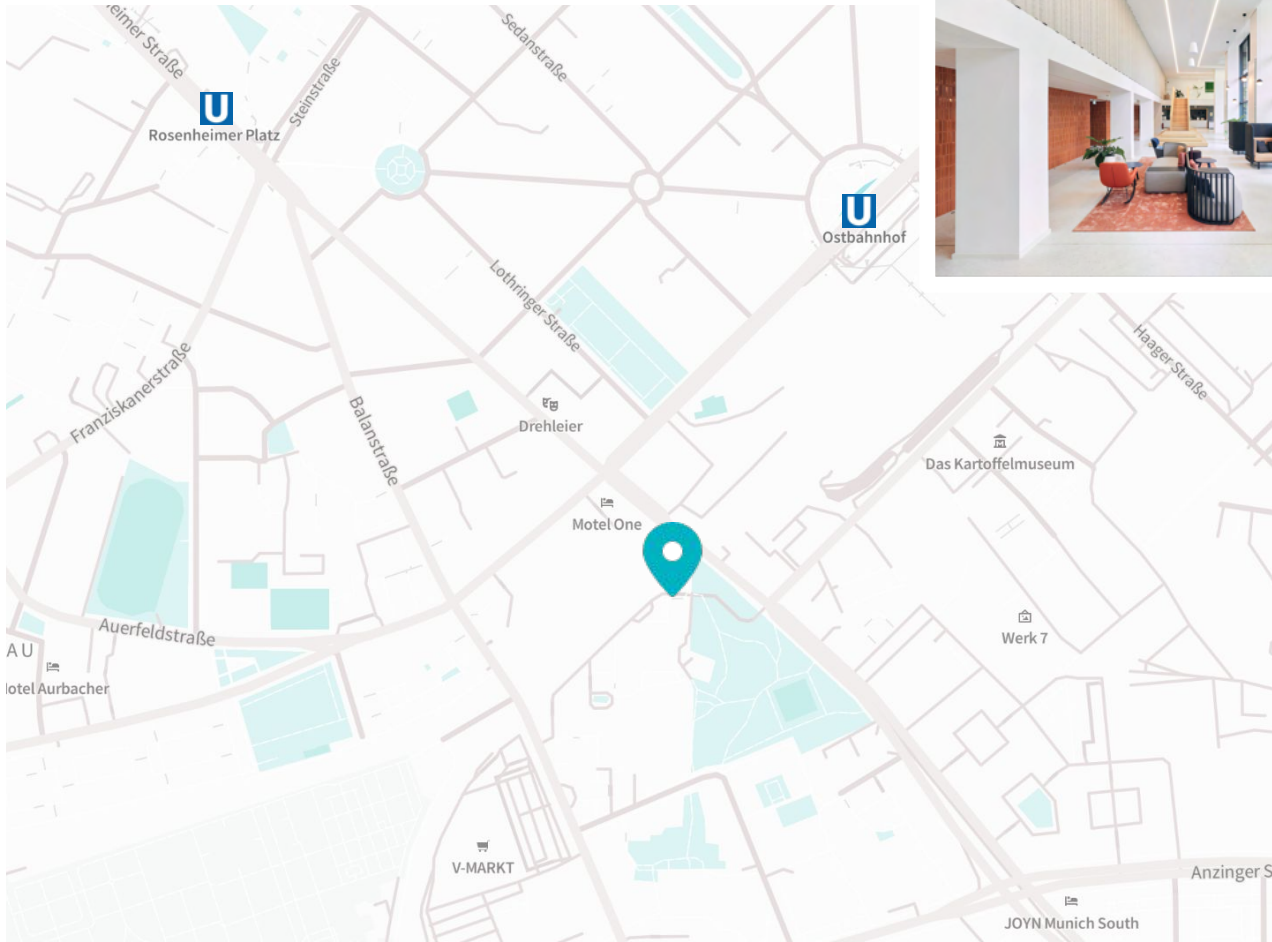 eimer Straße
Sedanstraße
Steinstraße
U
Rosenheimer Platz
U
Ostbahnhof
Lothringer Straße
Haager Straße
Franziskanerstraße
Balanstraße
Drehleier
Das Kartoffelmuseum
Motel One
Auerfeldstraße
Werk 7
AU
otel Aurbacher
V-MARKT
Anzinger S
JOYN Munich South